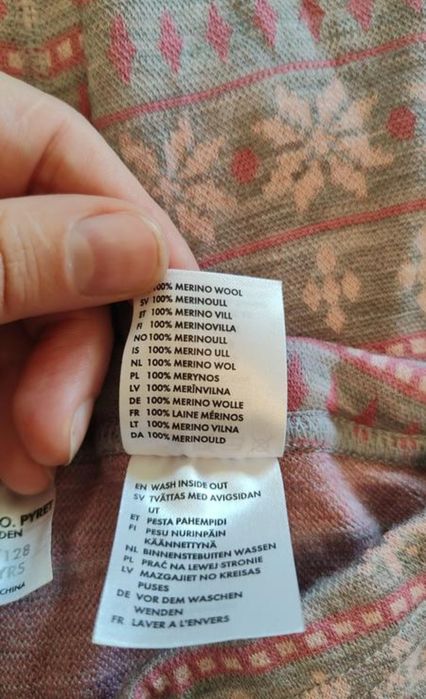 100% MERINO WOOL
SV 100% MERINOULL
ET 100% MERINO VILL
FI 100% MERINOVILLA
NO 100% MERINOULL
IS 100% MERINO ULL
NL 100% MERINO WOL
PL 100% MERYNOS
LV 100% MERĪNVILNA
DE 100% MERINO WOLLE
FR 100% LAINE MÉRINOS
LT 100% MERINO VILNA
DA 100% MERINOULD
EN WASH INSIDE OUT
SV TVÄTTAS MED AVIGSIDAN
UT
ET PESTA PAHEMPIDI
FI PESU NURINPÄIN
KÄÄNNETTYNÄ
NL BINNENSTEBUITEN WASSEN
PL PRAĆ NA LEWEJ STRONIE
LV MAZGAJIET NO KREISAS
PUSES
DE VOR DEM WASCHEN
WENDEN
FR LAVER A L'ENVERS
O. PYRET
DEN
128
YRS
CHINA